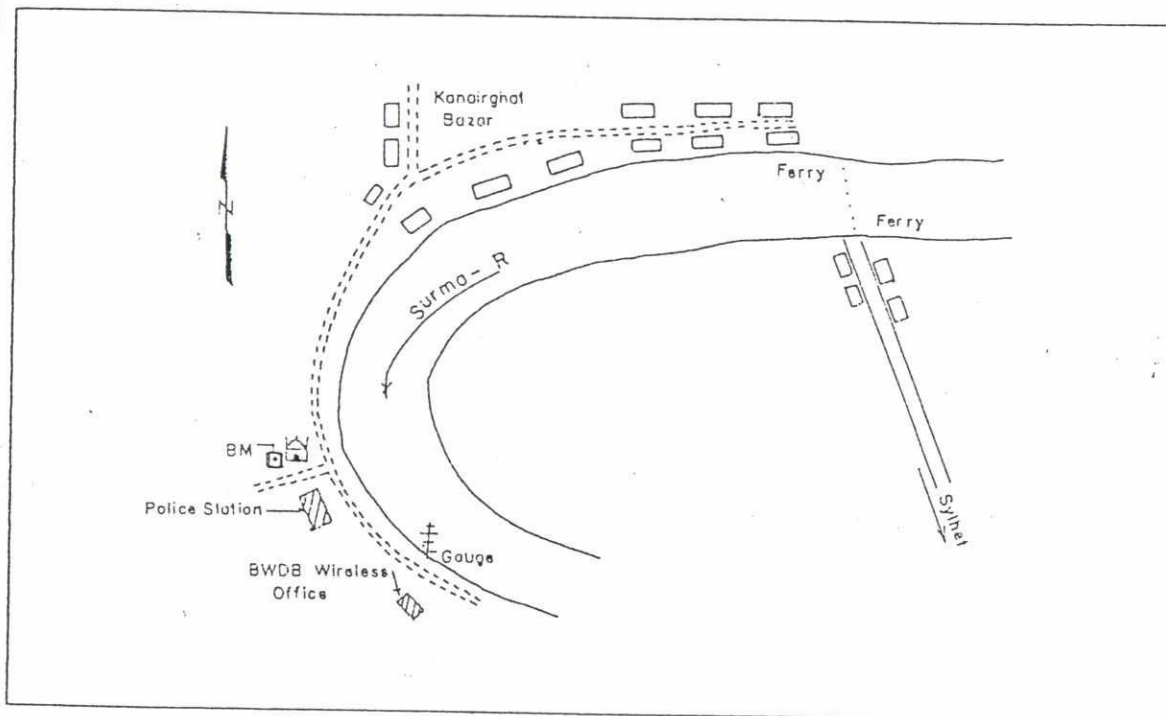 Kanairghat
Bazar
N
Ferry
Ferry
Surma - R
BM
Police Station
Gauge
BWDB Wireless
Office
Sylhet